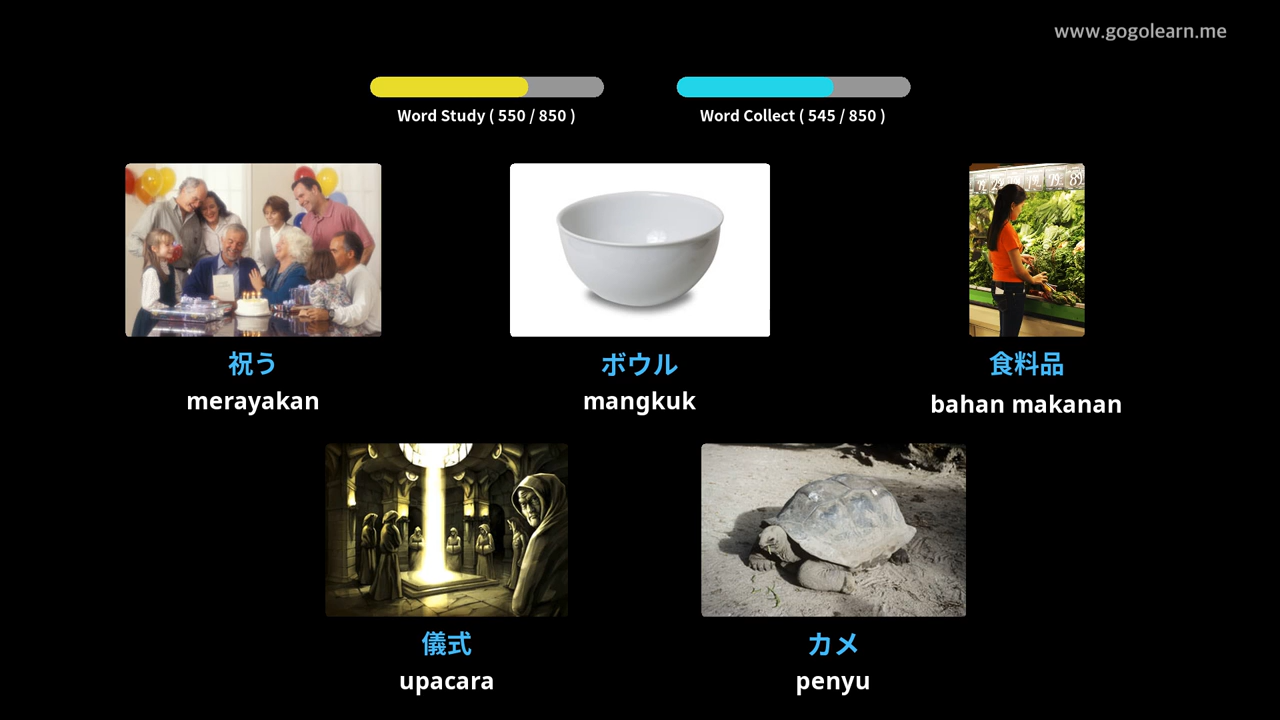 www.gogolearn.me
Word Study ( 550 / 850 )
Word Collect ( 545 / 850 )
祝う
merayakan
ボウル
mangkuk
食料品
bahan makanan
儀式
upacara
カメ
penyu